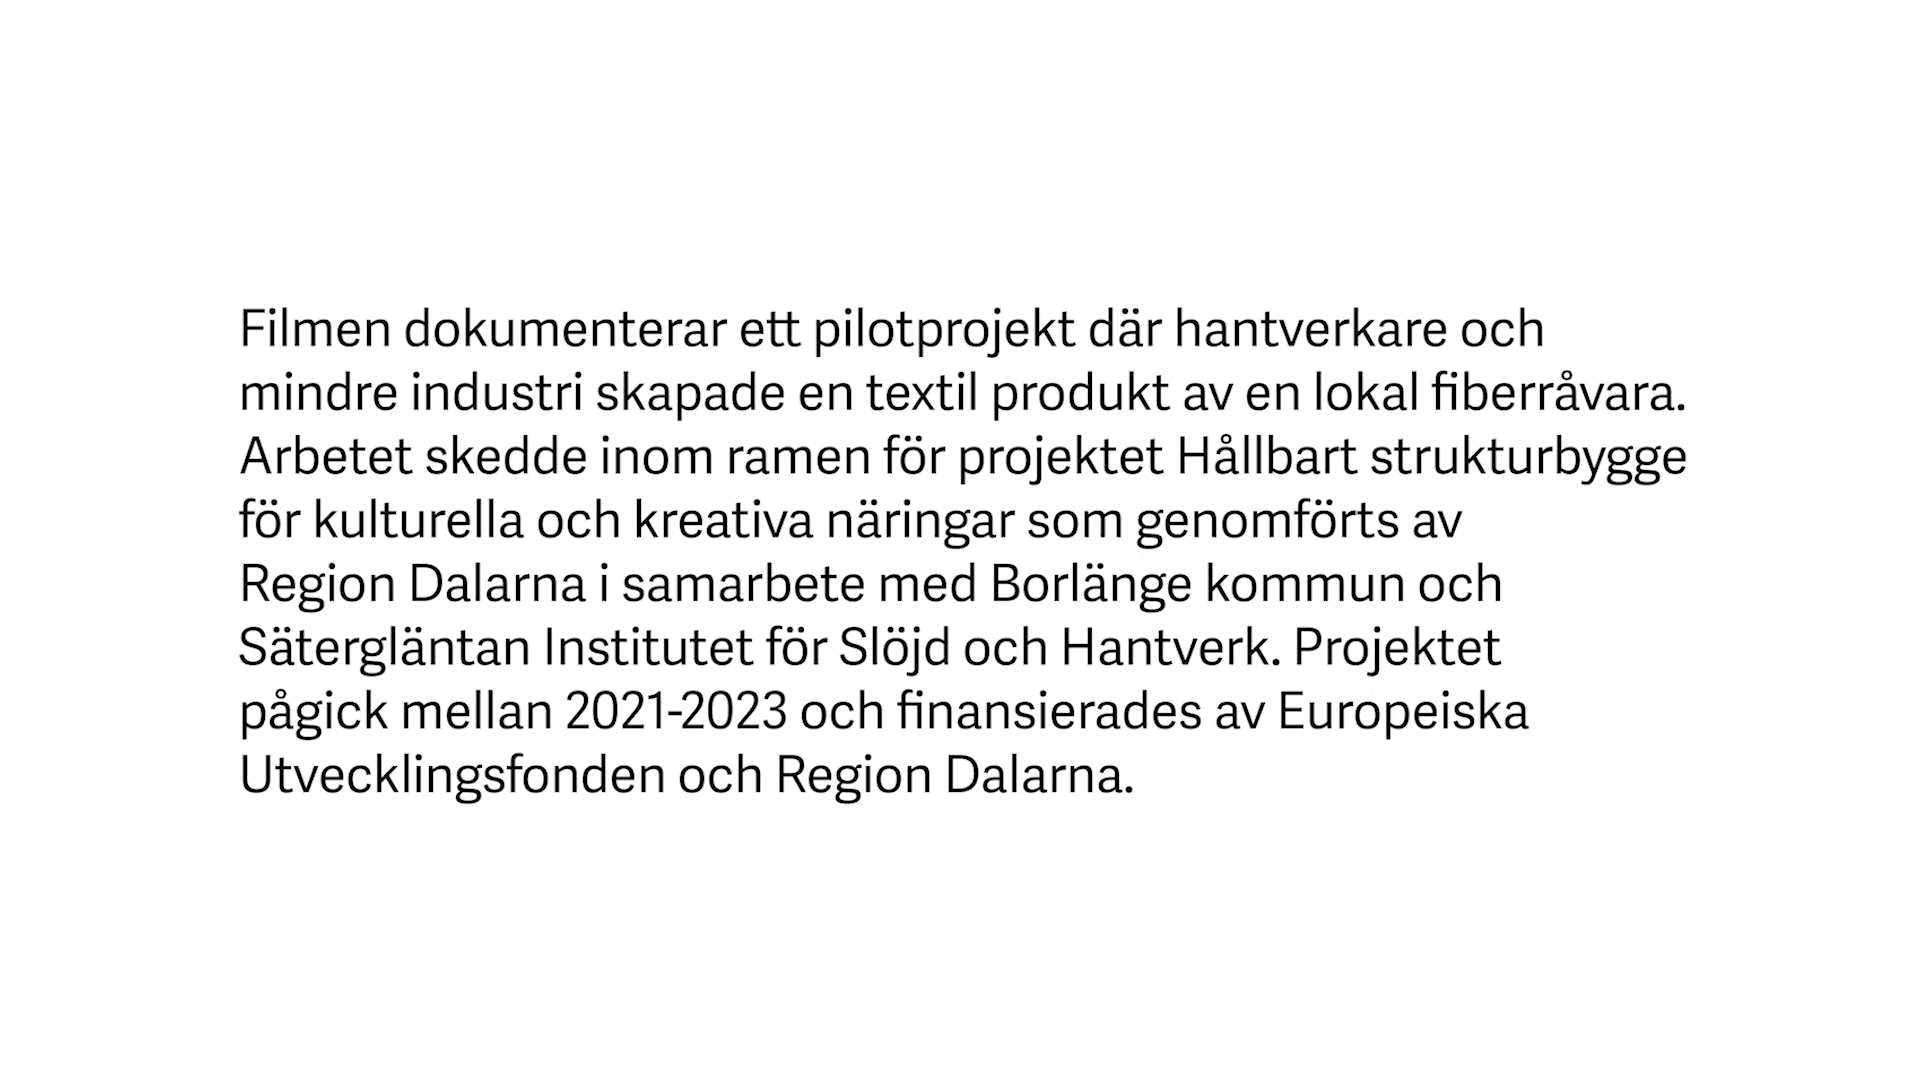 Filmen dokumenterar ett pilotprojekt där hantverkare och
mindre industri skapade en textil produkt av en lokal fiberråvara.
Arbetet skedde inom ramen för projektet Hållbart strukturbygge
för kulturella och kreativa näringar som genomförts av
Region Dalarna i samarbete med Borlänge kommun och
Sätergläntan Institutet för Slöjd och Hantverk. Projektet
pågick mellan 2021-2023 och finansierades av Europeiska
Utvecklingsfonden och Region Dalarna.